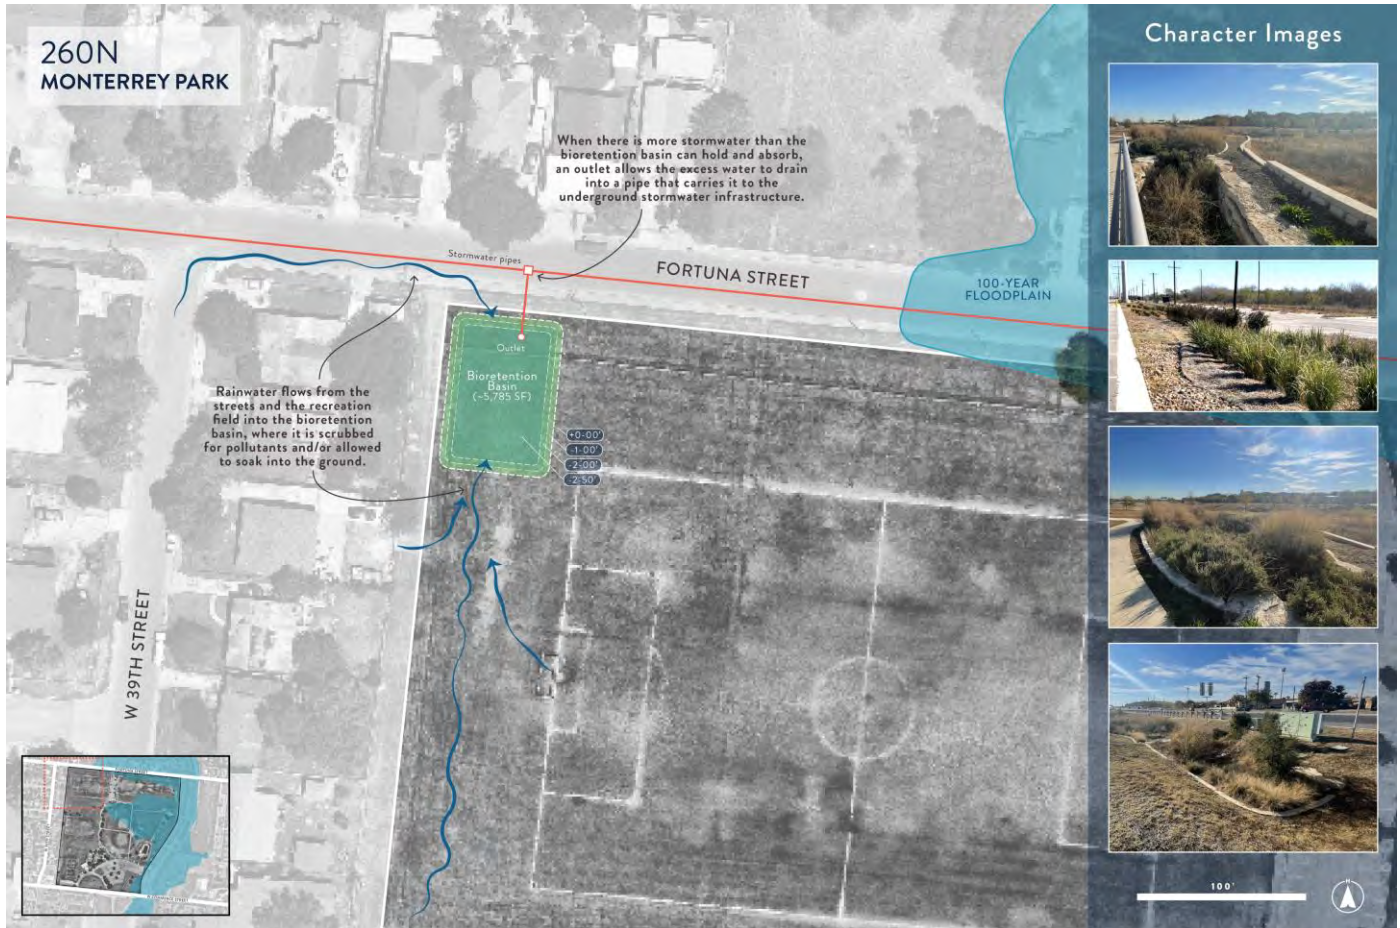 260N
MONTERREY PARK
Character Images
When there is more stormwater than the
bioretention basin can hold and absorb,
an outlet allows the excess water to drain
into a pipe that carries it to the
underground stormwater infrastructure.
Stormwater pipes
FORTUNA STREET
100-YEAR
FLOODPLAIN
Outlet
Bioretention
Basin
(~5,785 SF)
Rainwater flows from the
streets and the recreation
field into the bioretention
basin, where it is scrubbed
for pollutants and/or allowed
to soak into the ground.
+0-00'
-1-00'
-2-00'
-2-50'
W 39TH STREET
100'
N